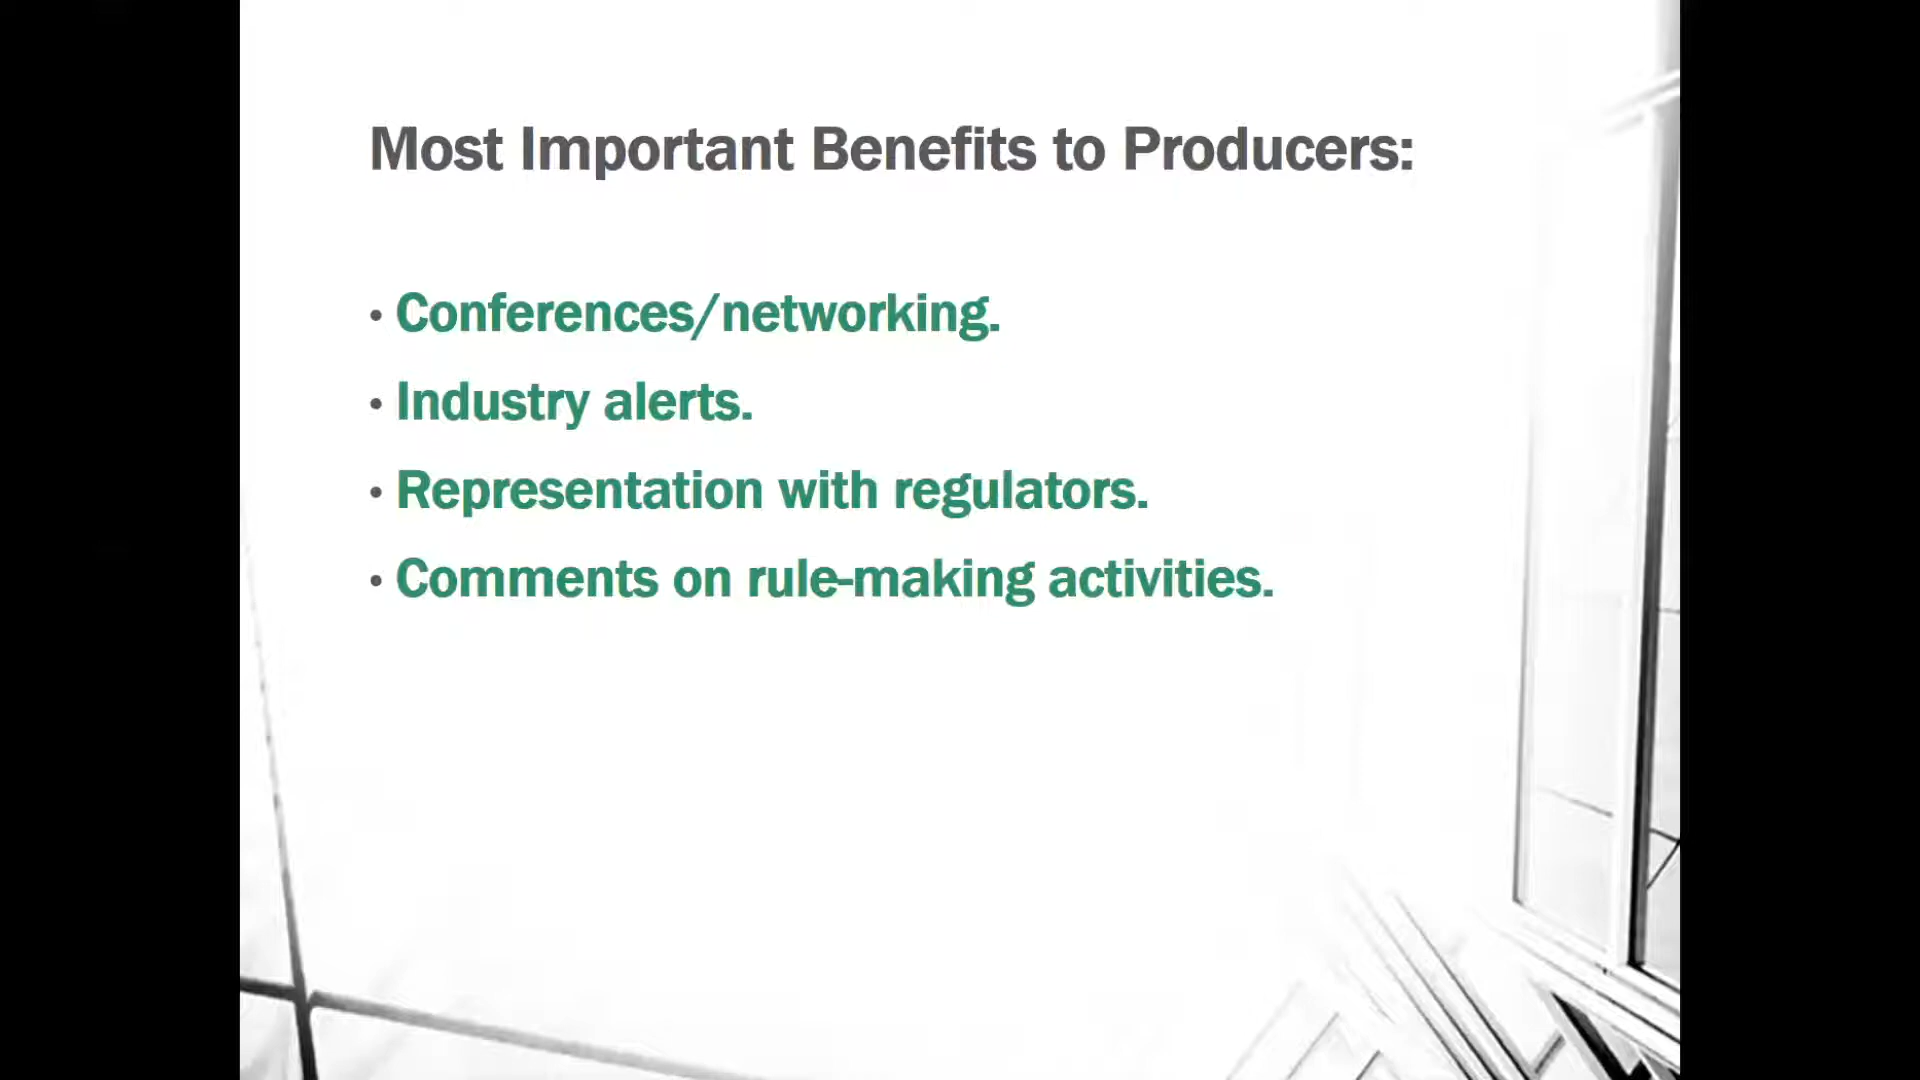 Most Important Benefits to Producers:
• Conferences/networking.
• Industry alerts.
• Representation with regulators.
• Comments on rule-making activities.